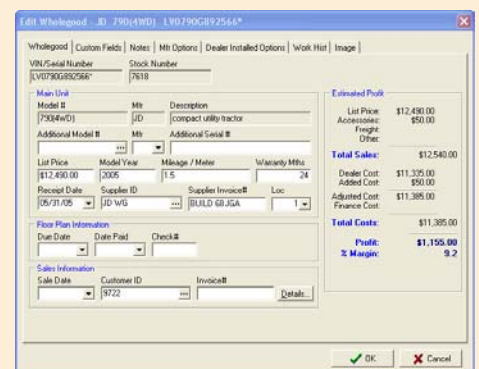 Edit Wholegood - JD 790(4WD) LV0790G892566*
Wholegood Custom Fields Notes Mfr Options Dealer Installed Options Work Hist Image
VIN/Serial Number Stock Number
LV0790G892566* 7618
Main Unit
Model # Mfr Description
790(4WD) JD compact utility tractor
Additional Model # Mfr Additional Serial #
List Price Model Year Mileage / Meter Warranty Mths
$12,490.00 2005 1.5 24
Receipt Date Supplier ID Supplier Invoice# Loc
05/31/05 JD WG BUILD 68 JGA 1
Floor Plan Information
Due Date Date Paid Check#
Sales Information
Sale Date Customer ID Invoice#
9722 Details...
Estimated Profit
List Price: $12,490.00
Accessories: $50.00
Freight:
Other:
Total Sales: $12,540.00
Dealer Cost: $11,335.00
Added Cost: $50.00
Adjusted Cost: $11,385.00
Finance Cost:
Total Costs: $11,385.00
Profit: $1,155.00
% Margin: 9.2
OK Cancel